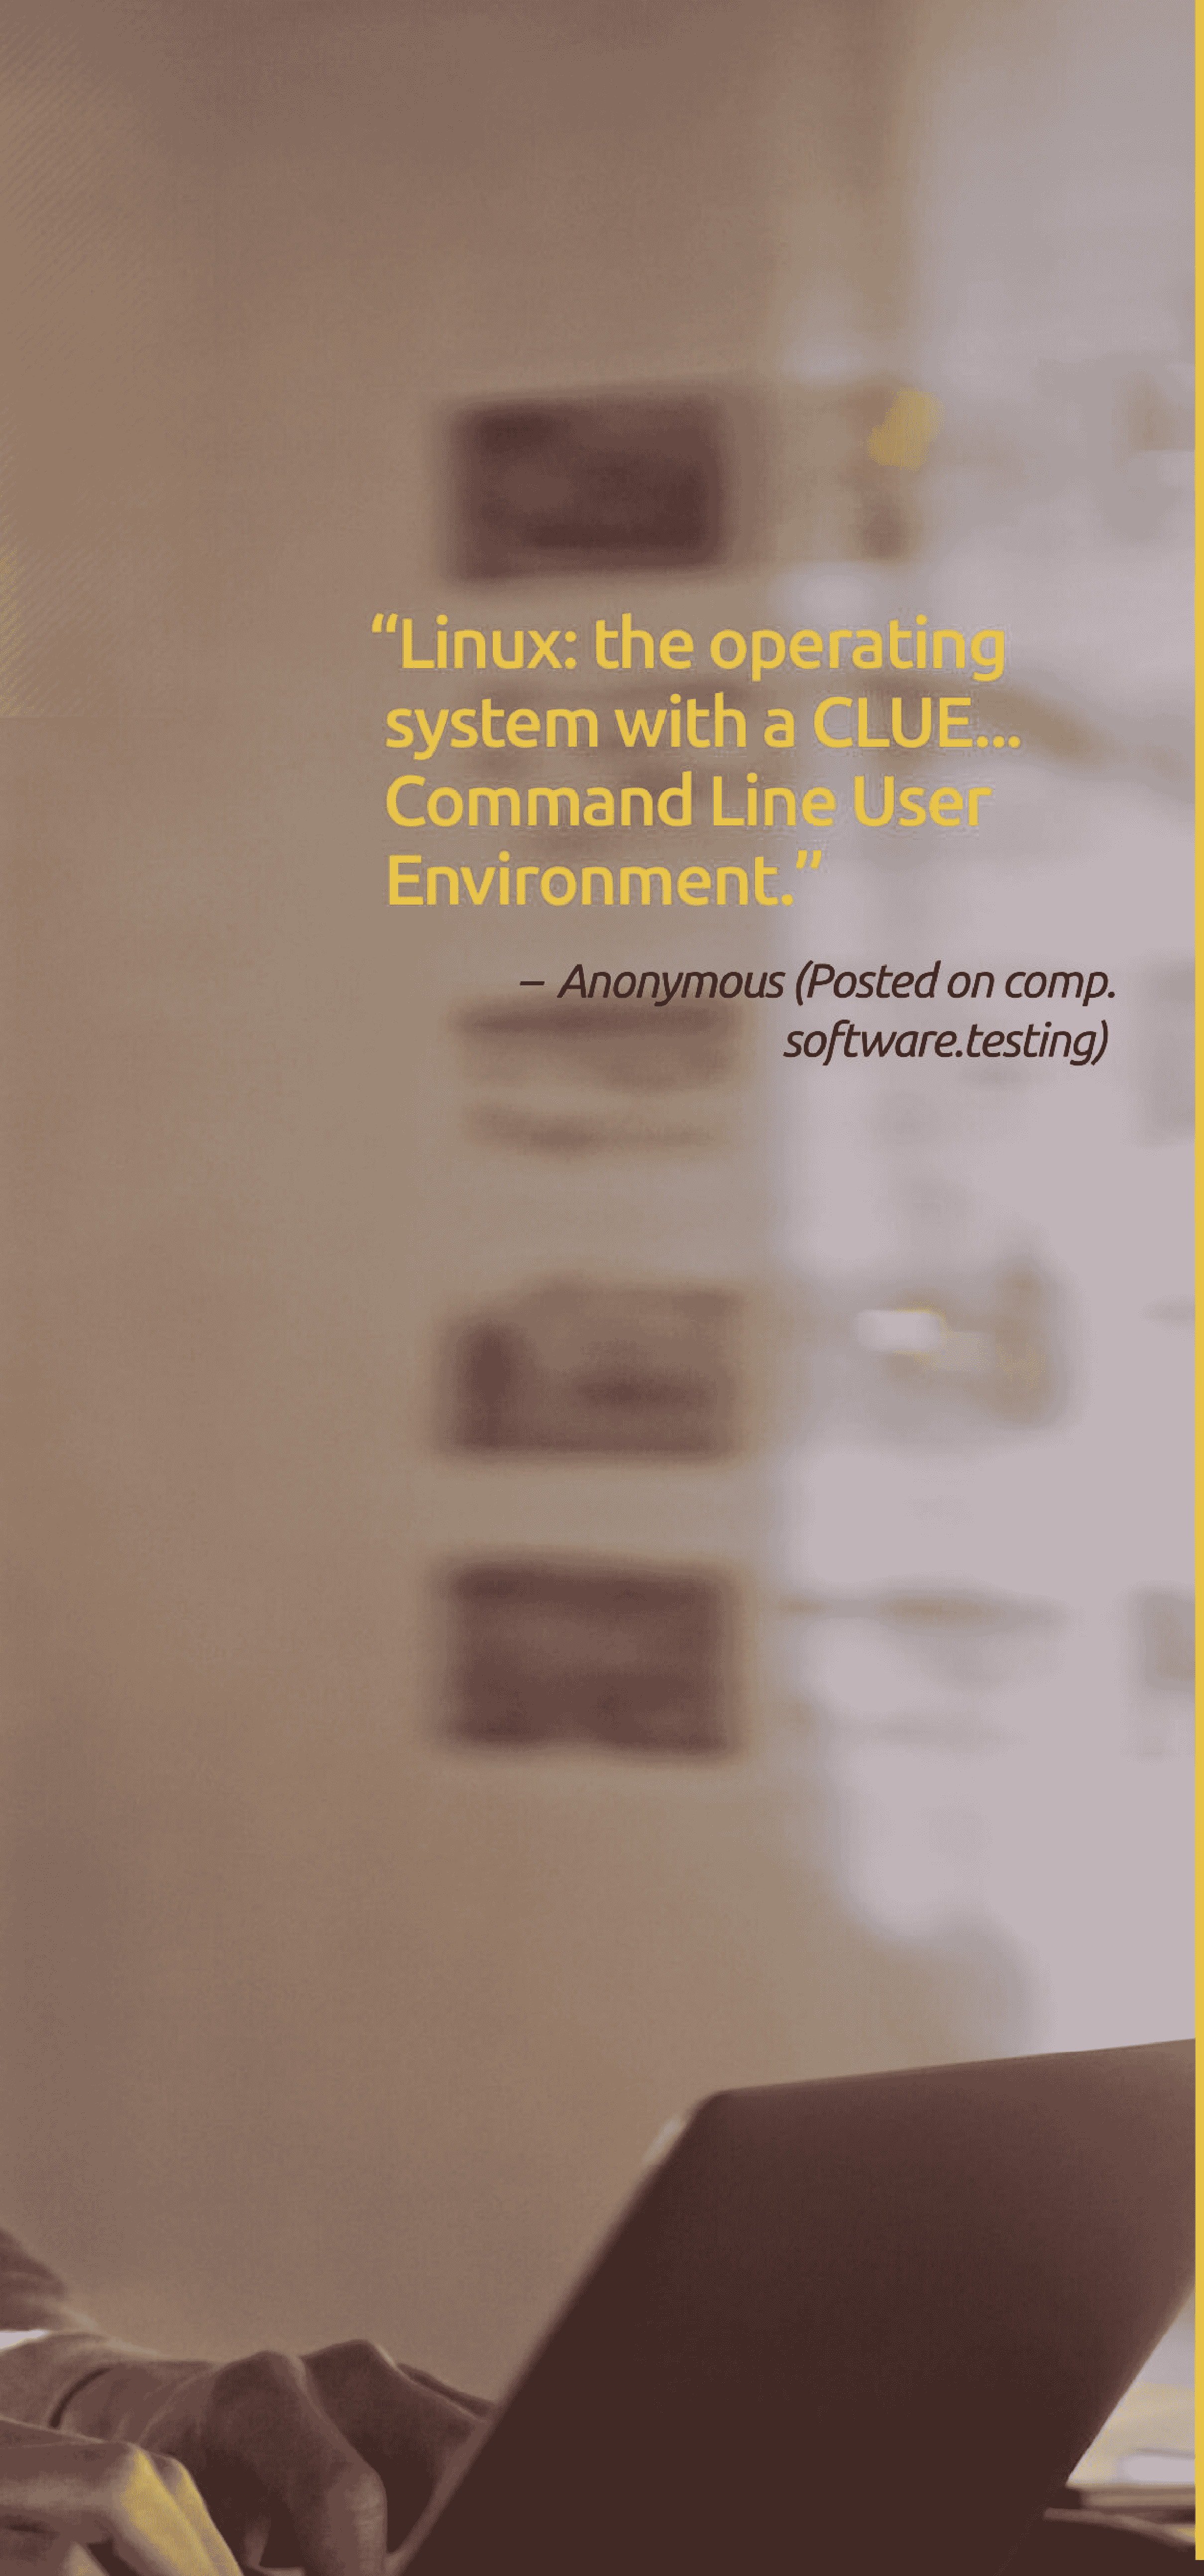 “Linux: the operating
system with a CLUE...
Command Line User
Environment.”
– Anonymous (Posted on comp.
software.testing)